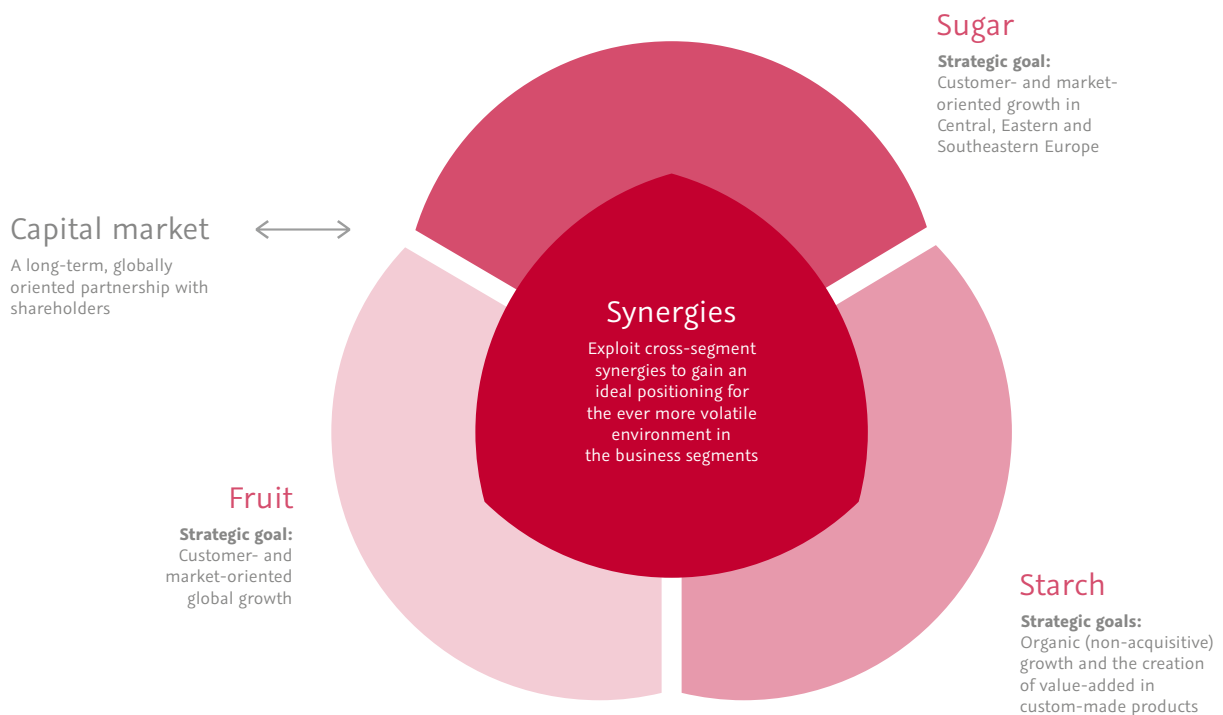 Sugar
Strategic goal:
Customer- and market-
oriented growth in
Central, Eastern and
Southeastern Europe
Capital market
A long-term, globally
oriented partnership with
shareholders
Synergies
Exploit cross-segment
synergies to gain an
ideal positioning for
the ever more volatile
environment in
the business segments
Fruit
Strategic goal:
Customer- and
market-oriented
global growth
Starch
Strategic goals:
Organic (non-acquisitive)
growth and the creation
of value-added in
custom-made products